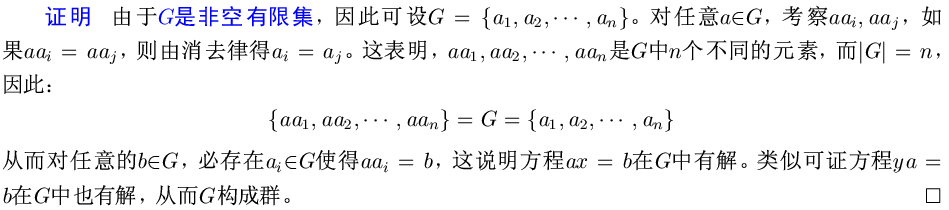 证明 由于G是非空有限集，因此可设G = {a₁, a₂, ⋯ , aₙ}。对任意a∈G，考察aaᵢ, aaⱼ，如
果aaᵢ = aaⱼ，则由消去律得aᵢ = aⱼ。这表明，aa₁, aa₂, ⋯ , aaₙ是G中n个不同的元素，而|G| = n，
因此：
{aa₁, aa₂, ⋯ , aaₙ} = G = {a₁, a₂, ⋯ , aₙ}
从而对任意的b∈G，必存在aᵢ∈G使得aaᵢ = b，这说明方程ax = b在G中有解。类似可证方程ya =
b在G中也有解，从而G构成群。 □